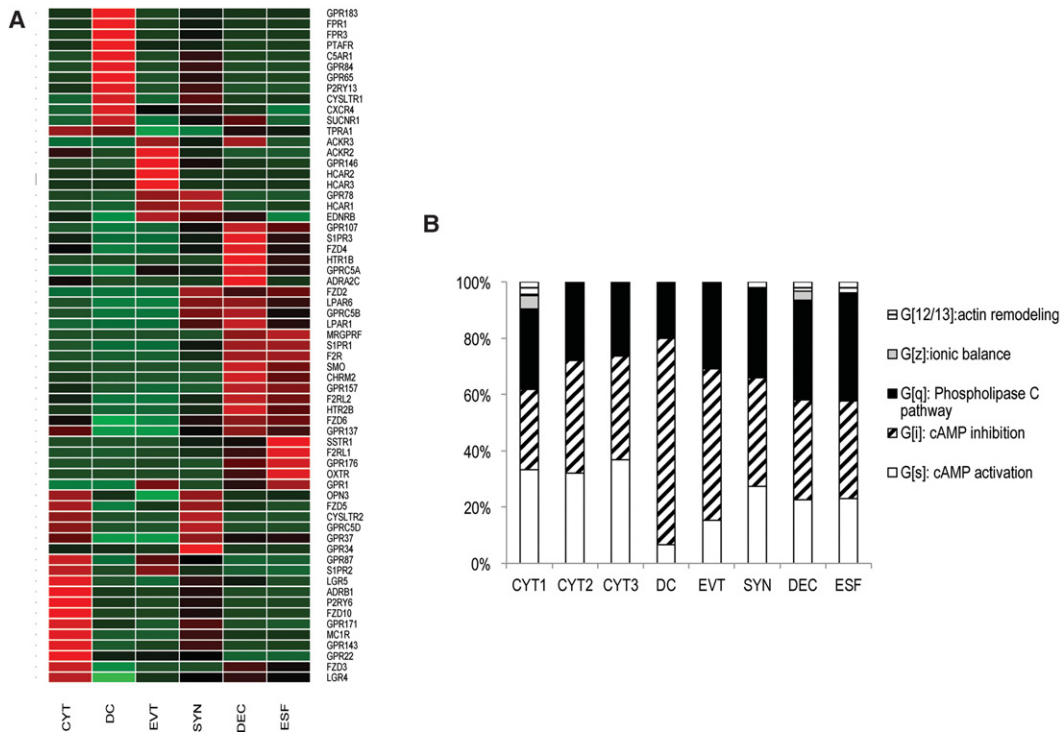 A
GPR183
FPR1
FPR3
PTAFR
C5AR1
GPR84
GPR65
P2RY13
CYSLTR1
CXCR4
SUCNR1
TPRA1
ACKR3
ACKR2
GPR146
HCAR2
HCAR3
GPR78
HCAR1
EDNRB
GPR107
S1PR3
FZD4
HTR1B
GPRC5A
ADRA2C
FZD2
LPAR6
GPRC5B
LPAR1
MRGPRF
S1PR1
F2R
SMO
CHRM2
GPR157
F2RL2
HTR2B
FZD6
GPR137
SSTR1
F2RL1
GPR176
OXTR
GPR1
OPN3
FZD5
CYSLTR2
GPRC5D
GPR37
GPR34
GPR87
S1PR2
LGR5
ADRB1
P2RY6
FZD10
GPR171
MC1R
GPR143
GPR22
FZD3
LGR4
CYT DC EVT SYN DEC ESF
B
100%
80%
60%
40%
20%
0%
CYT1 CYT2 CYT3 DC EVT SYN DEC ESF
G[12/13]:actin remodeling
G[z]:ionic balance
G[q]: Phospholipase C
pathway
G[i]: cAMP inhibition
G[s]: cAMP activation